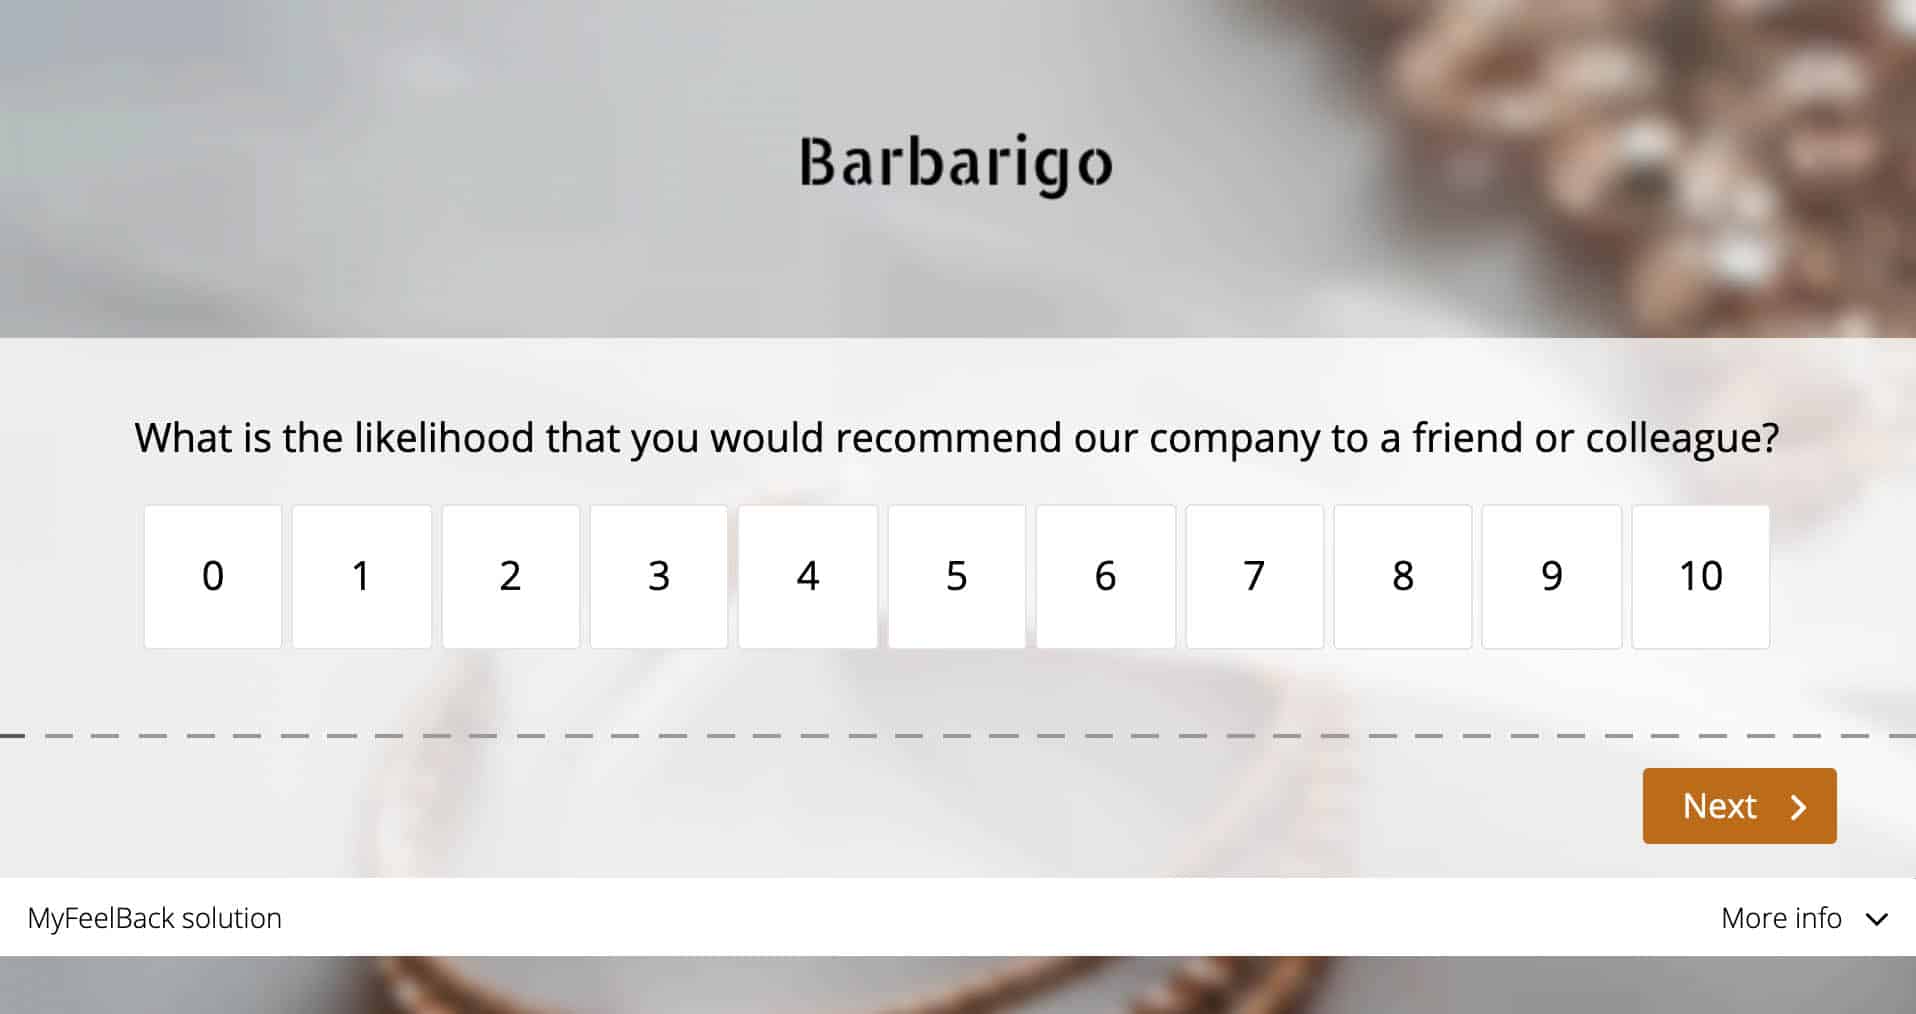 Barbarigo
What is the likelihood that you would recommend our company to a friend or colleague?
0 1 2 3 4 5 6 7 8 9 10
Next
MyFeelBack solution More info